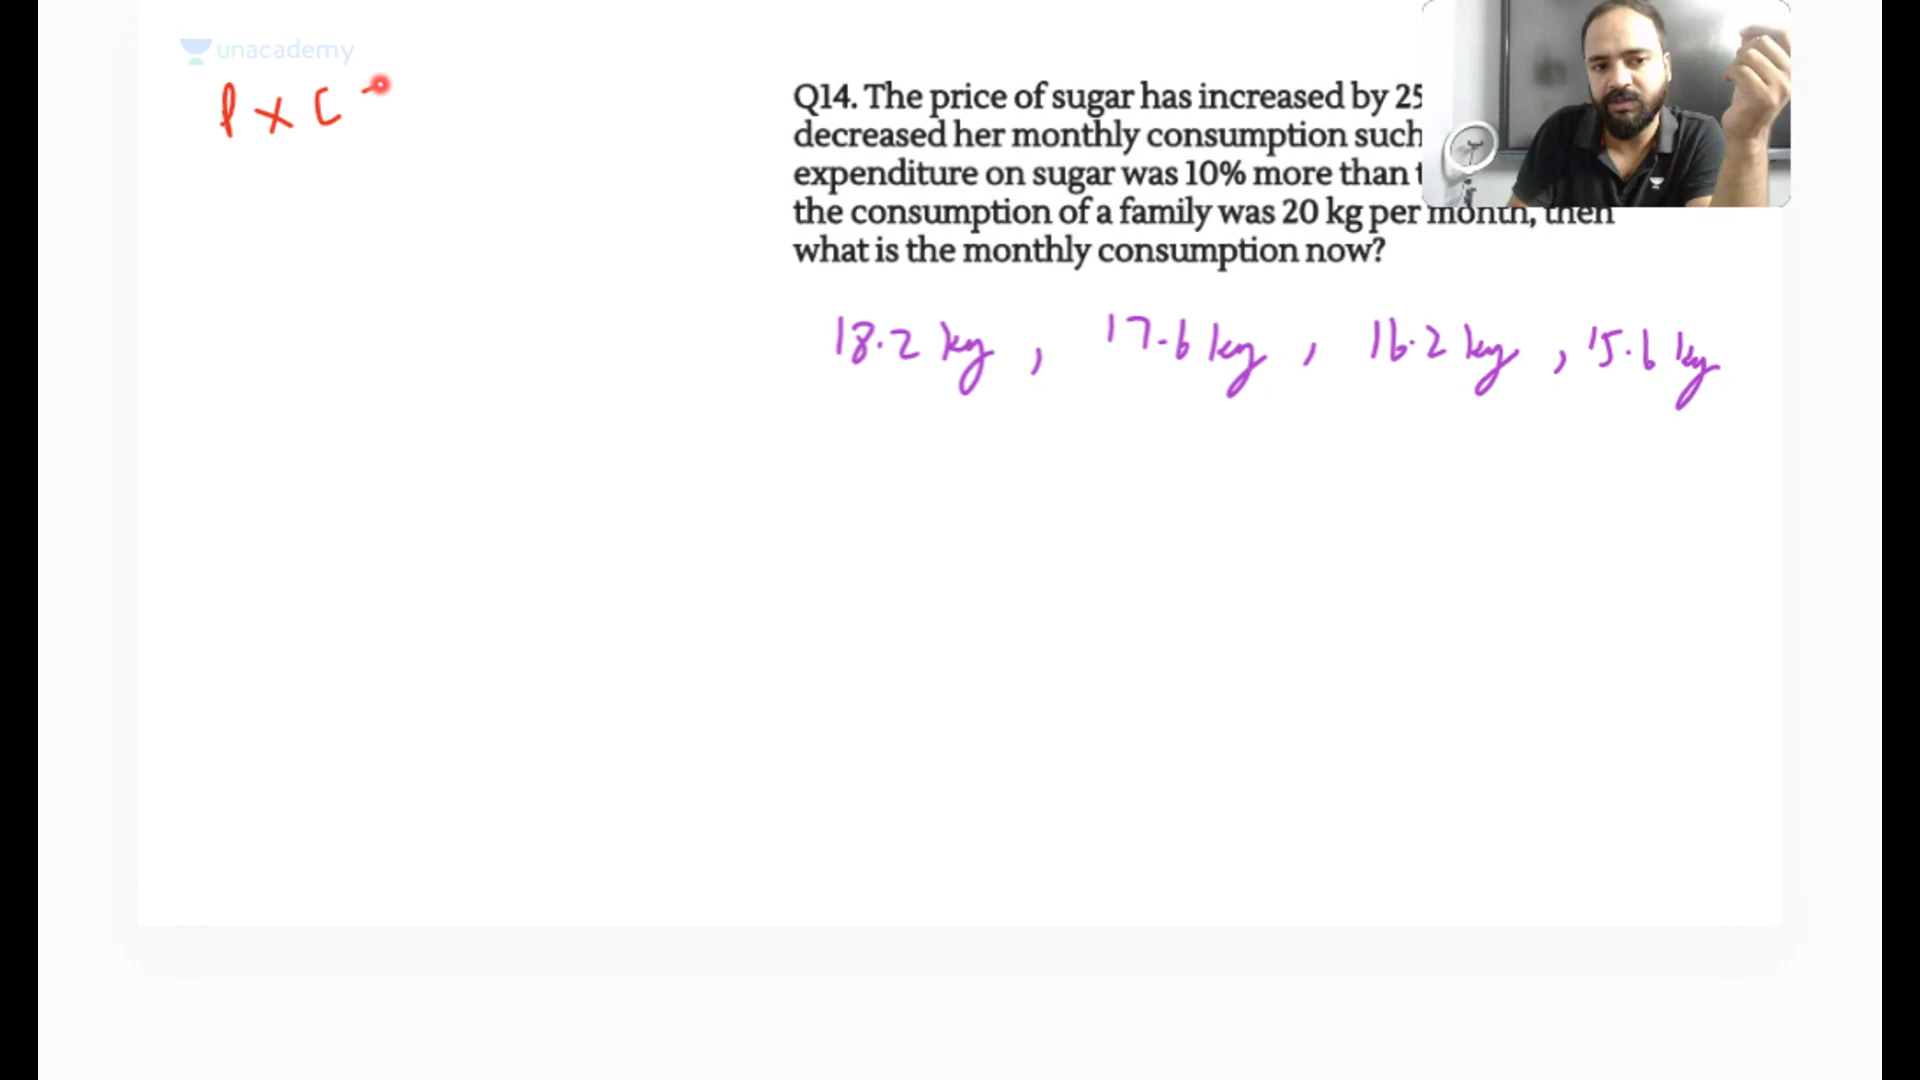 unacademy
P x C
Q14. The price of sugar has increased by 25
decreased her monthly consumption such
expenditure on sugar was 10% more than
the consumption of a family was 20 kg per month, then
what is the monthly consumption now?
18.2 kg , 17.6 kg , 16.2 kg , 15.6 kg